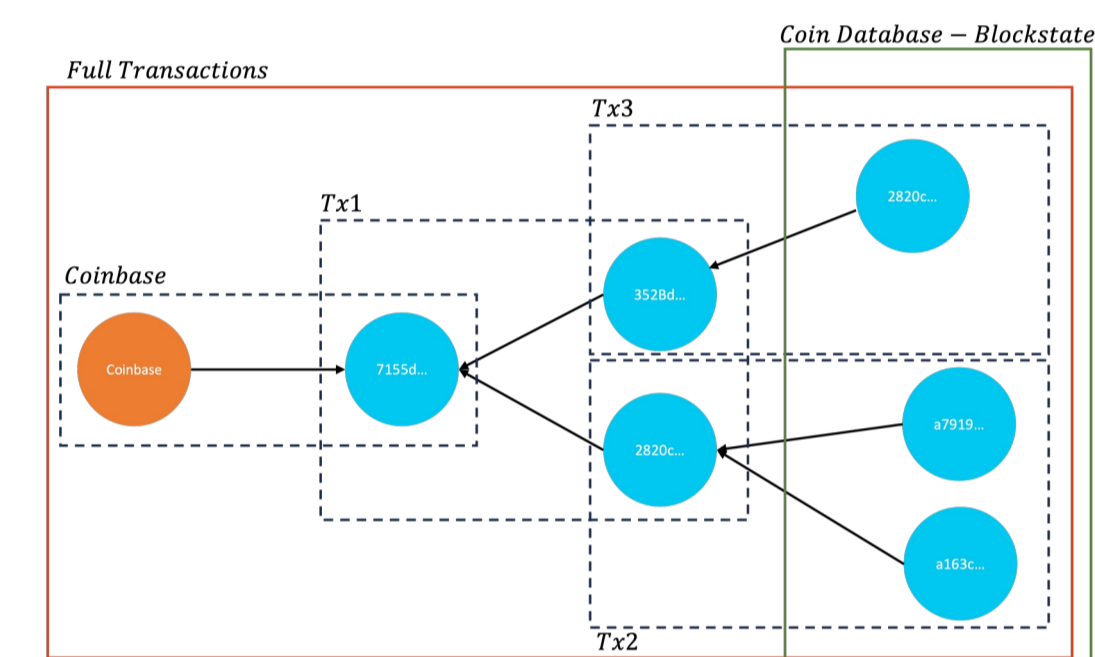 Coin Database − Blockstate
Full Transactions
Tx3
2820c...
Tx1
352Bd...
Coinbase
Coinbase
7155d...
2820c...
a7919...
a163c...
Tx2